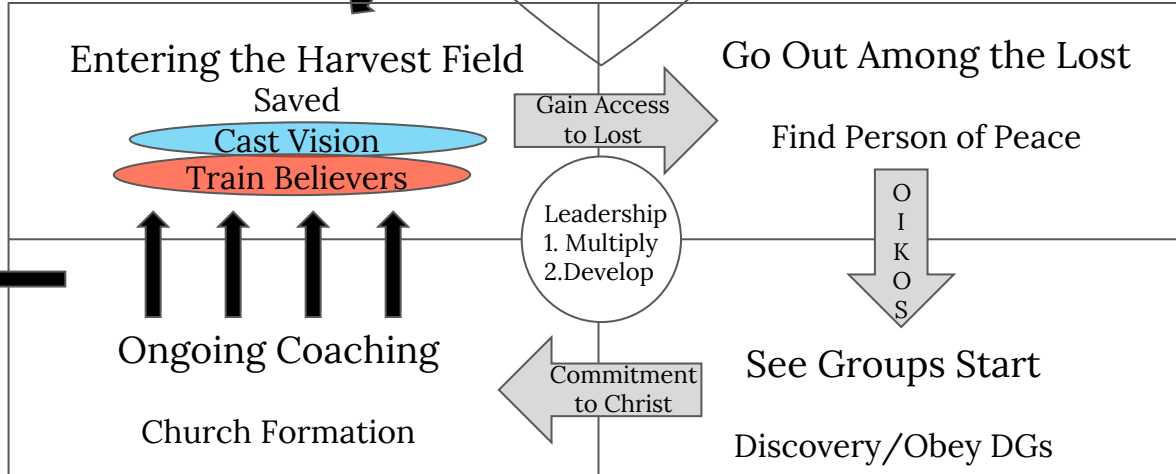 Entering the Harvest Field
Saved
Cast Vision
Train Believers
Gain Access
to Lost
Go Out Among the Lost
Find Person of Peace
O
I
K
O
S
Leadership
1. Multiply
2.Develop
Ongoing Coaching
Church Formation
Commitment
to Christ
See Groups Start
Discovery/Obey DGs